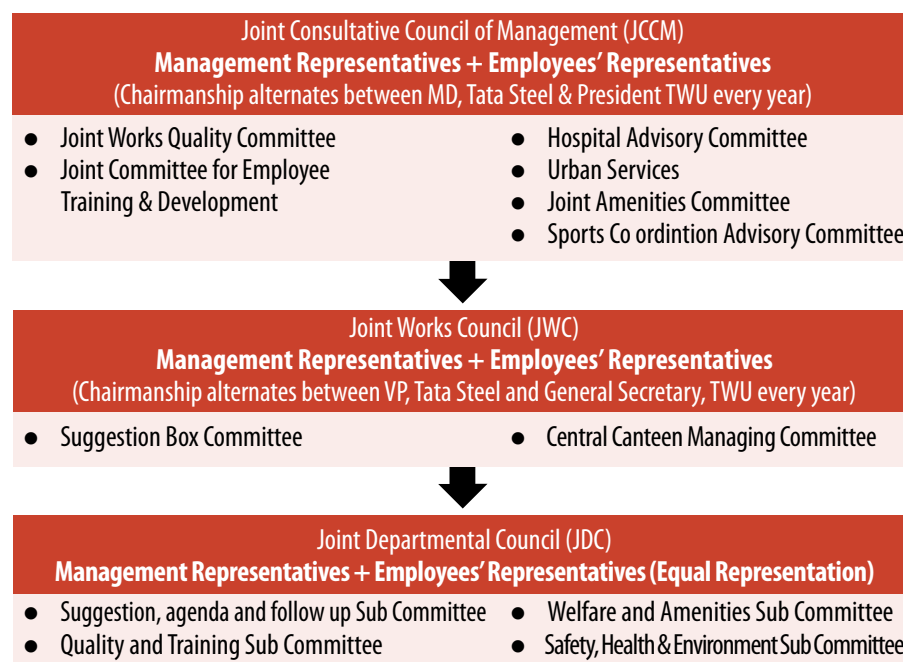 Joint Consultative Council of Management (JCCM)
Management Representatives + Employees' Representatives
(Chairmanship alternates between MD, Tata Steel & President TWU every year)
● Joint Works Quality Committee
● Joint Committee for Employee
Training & Development
● Hospital Advisory Committee
● Urban Services
● Joint Amenities Committee
● Sports Co ordintion Advisory Committee
Joint Works Council (JWC)
Management Representatives + Employees' Representatives
(Chairmanship alternates between VP, Tata Steel and General Secretary, TWU every year)
● Suggestion Box Committee
● Central Canteen Managing Committee
Joint Departmental Council (JDC)
Management Representatives + Employees' Representatives (Equal Representation)
● Suggestion, agenda and follow up Sub Committee
● Quality and Training Sub Committee
● Welfare and Amenities Sub Committee
● Safety, Health & Environment Sub Committee